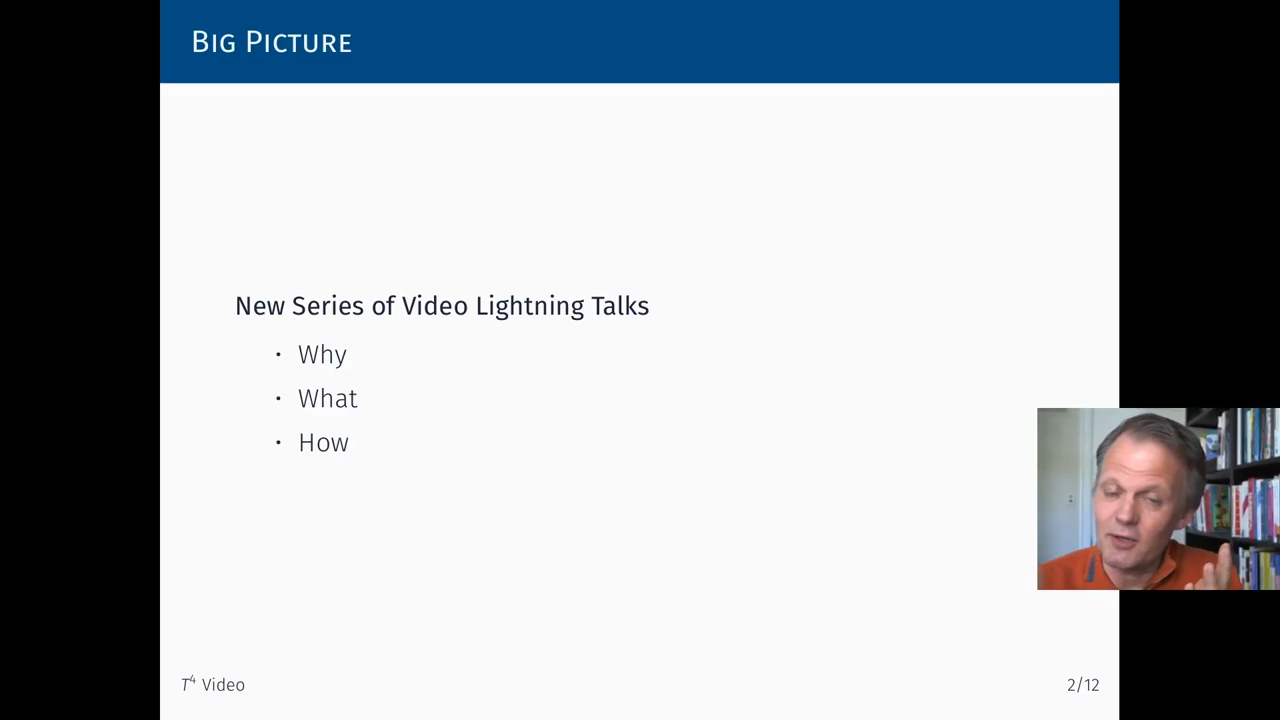 Big Picture
New Series of Video Lightning Talks
• Why
• What
• How
T⁴ Video
2/12